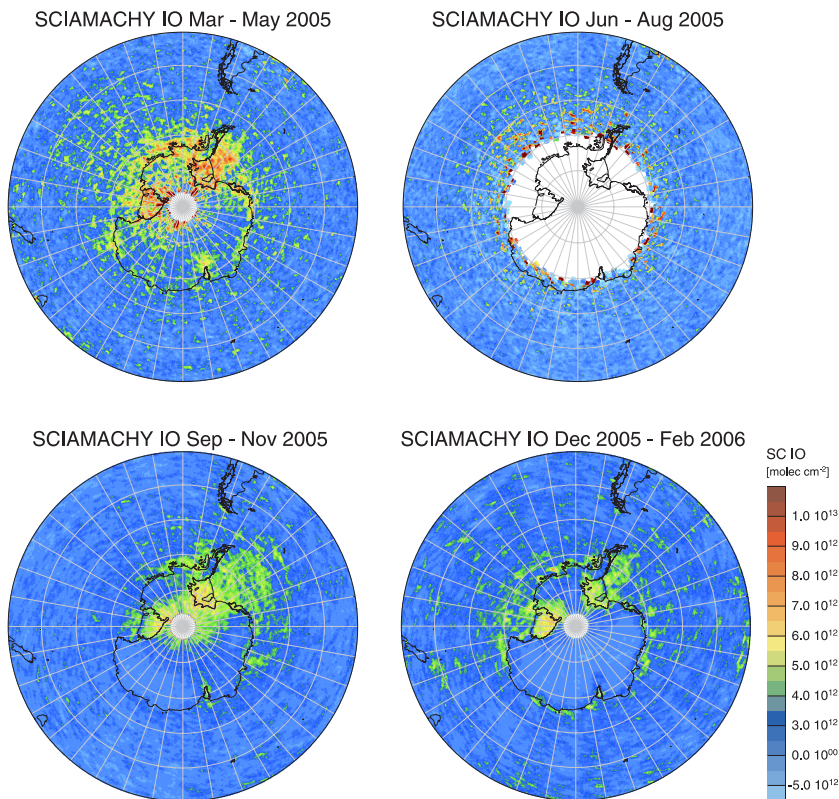 SCIAMACHY IO Mar - May 2005
SCIAMACHY IO Jun - Aug 2005
SCIAMACHY IO Sep - Nov 2005
SCIAMACHY IO Dec 2005 - Feb 2006
SC IO
[molec cm⁻²]
1.0 10¹³
9.0 10¹²
8.0 10¹²
7.0 10¹²
6.0 10¹²
5.0 10¹²
4.0 10¹²
3.0 10¹²
0.0 10⁰⁰
-5.0 10¹²